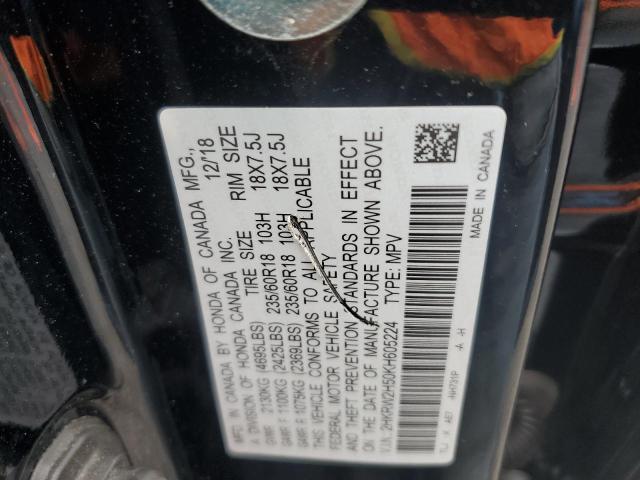 MFD. IN CANADA BY HONDA OF CANADA MFG.,
A DIVISION OF HONDA CANADA INC. 12/'18
TIRE SIZE RIM SIZE
GVWR 2130KG (4695LBS)
GAWR F 1100KG (2425LBS) 235/60R18 103H 18X7.5J
GAWR R 1075KG (2369LBS) 235/60R18 103H 18X7.5J
THIS VEHICLE CONFORMS TO ALL APPLICABLE
FEDERAL MOTOR VEHICLE SAFETY
AND THEFT PREVENTION STANDARDS IN EFFECT
ON THE DATE OF MANUFACTURE SHOWN ABOVE.
V.I.N. 2HKRW2H50KH605224 TYPE: MPV
NH731P -A -H
MADE IN CANADA